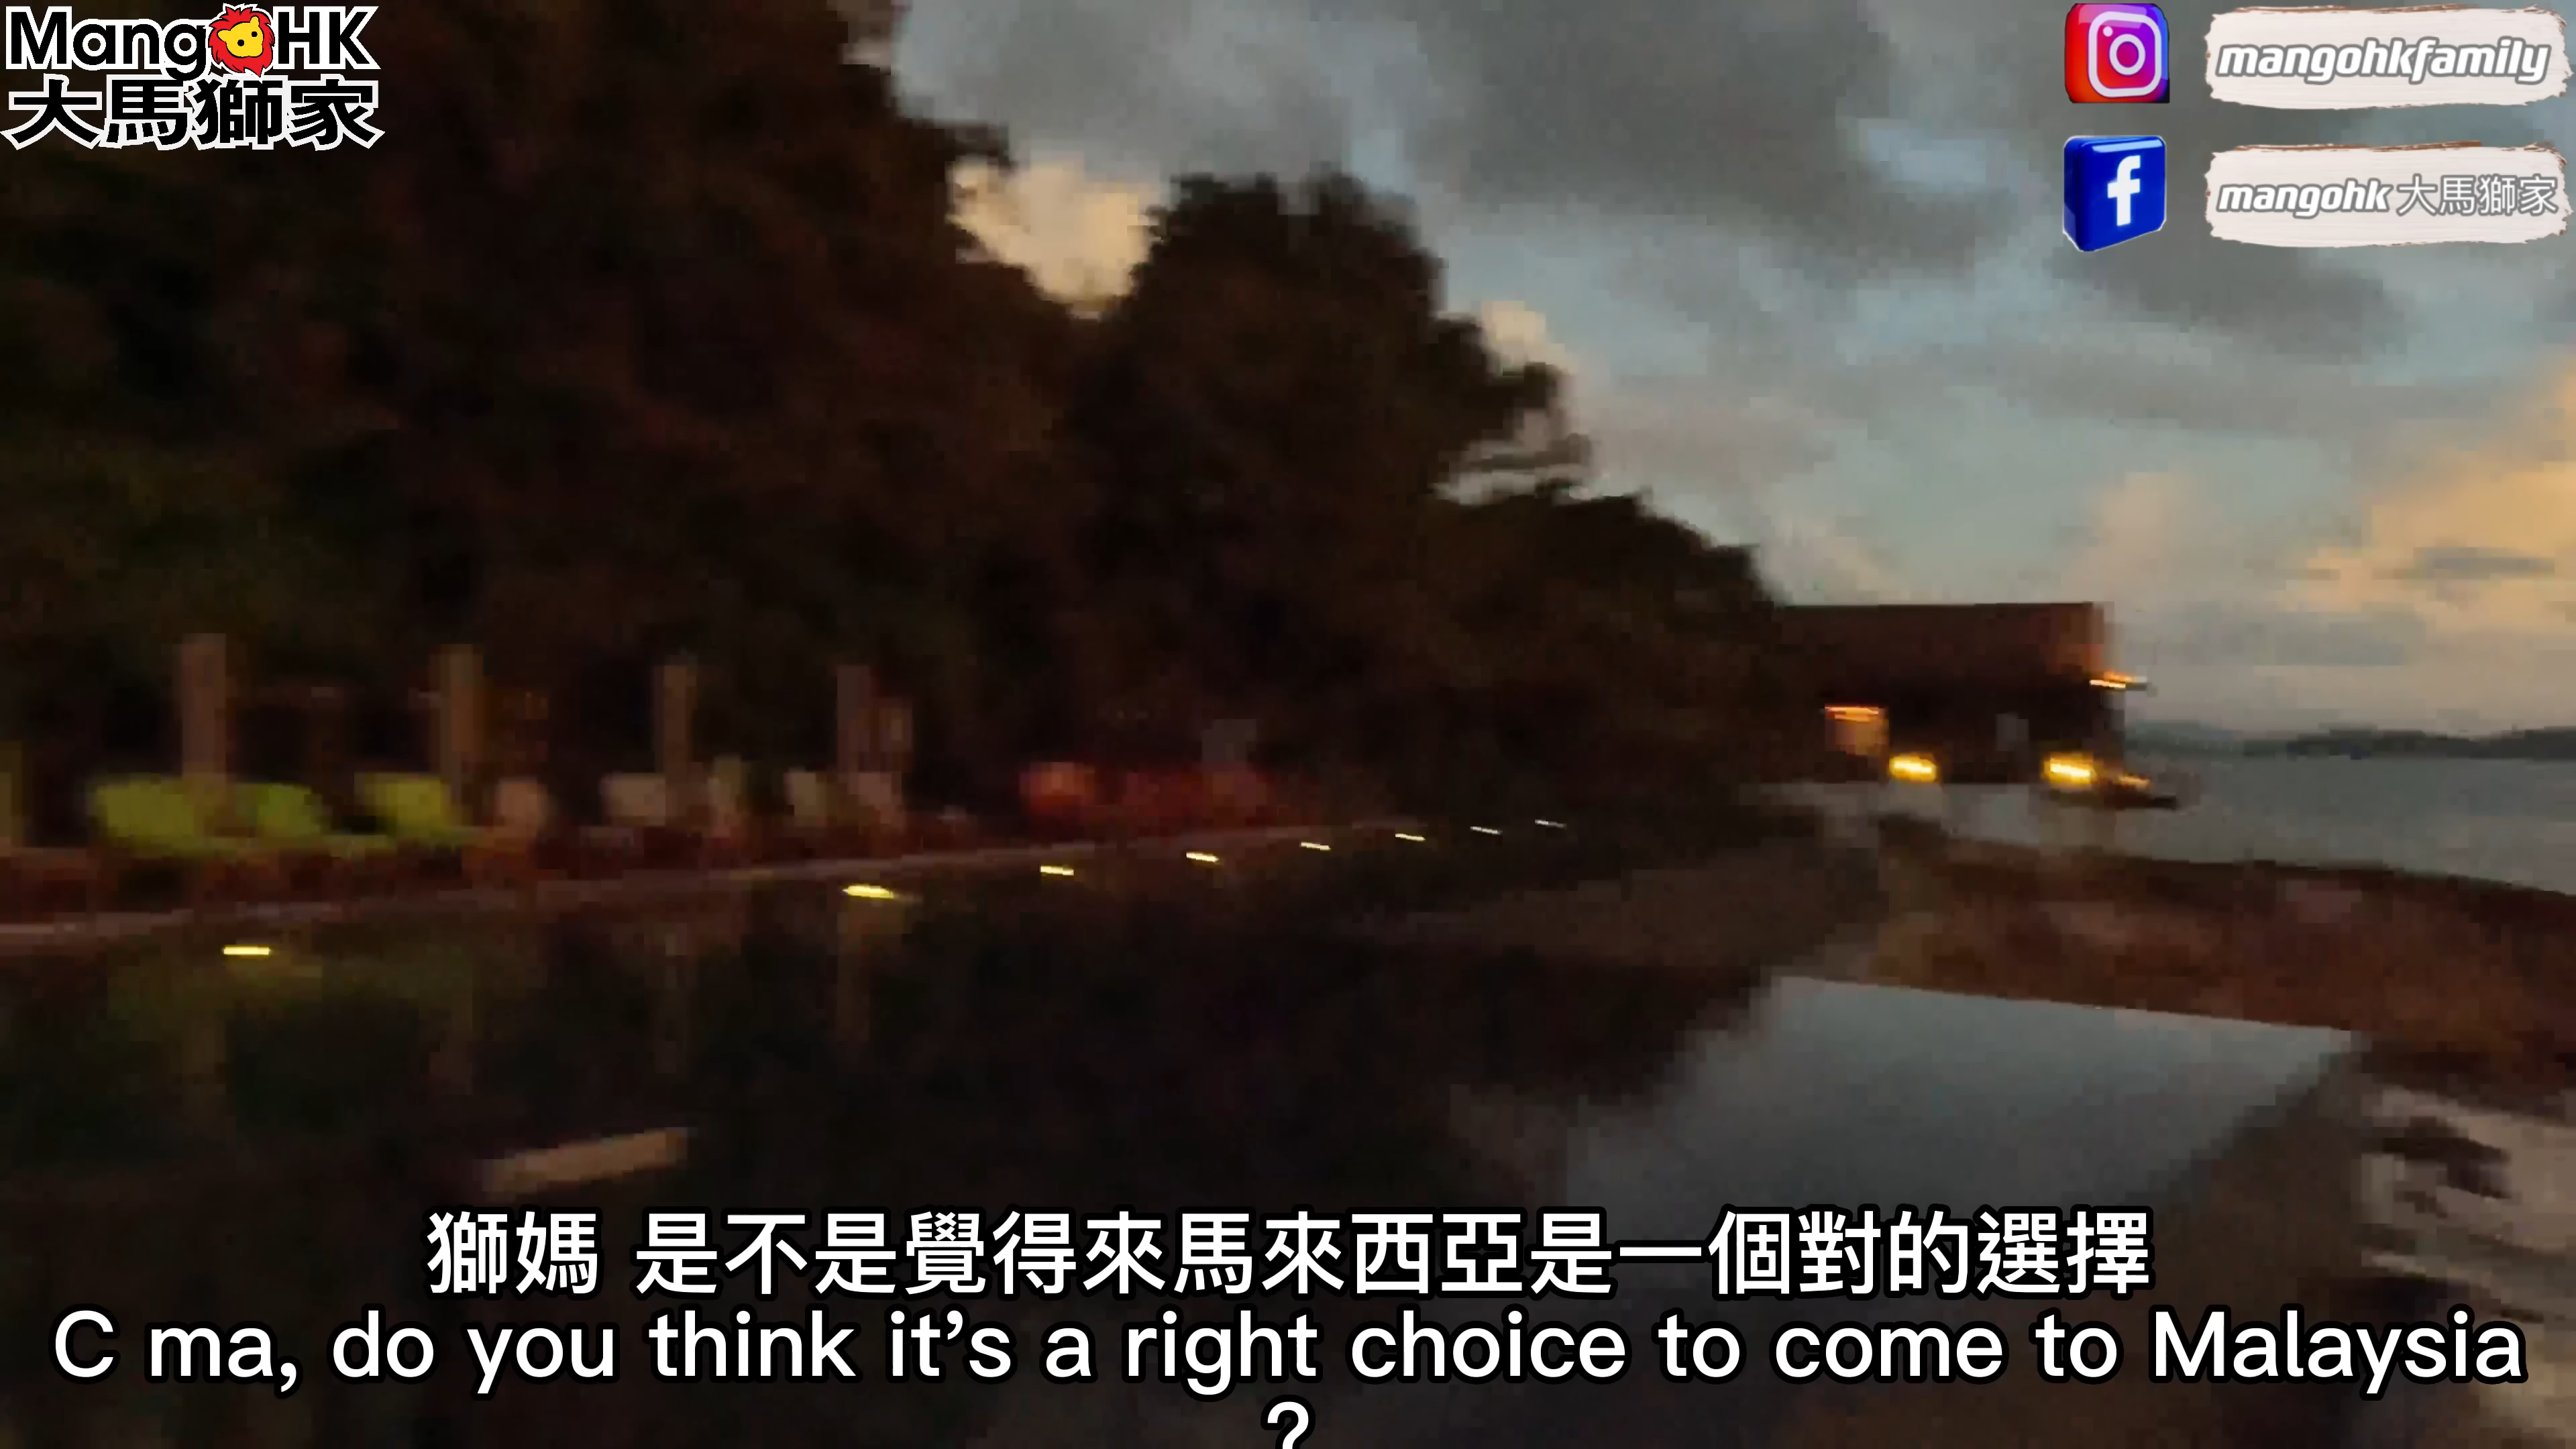 MangoHK
大馬獅家
mangohkfamily
mangohk 大馬獅家
獅媽 是不是覺得來馬來西亞是一個對的選擇
C ma, do you think it’s a right choice to come to Malaysia
?